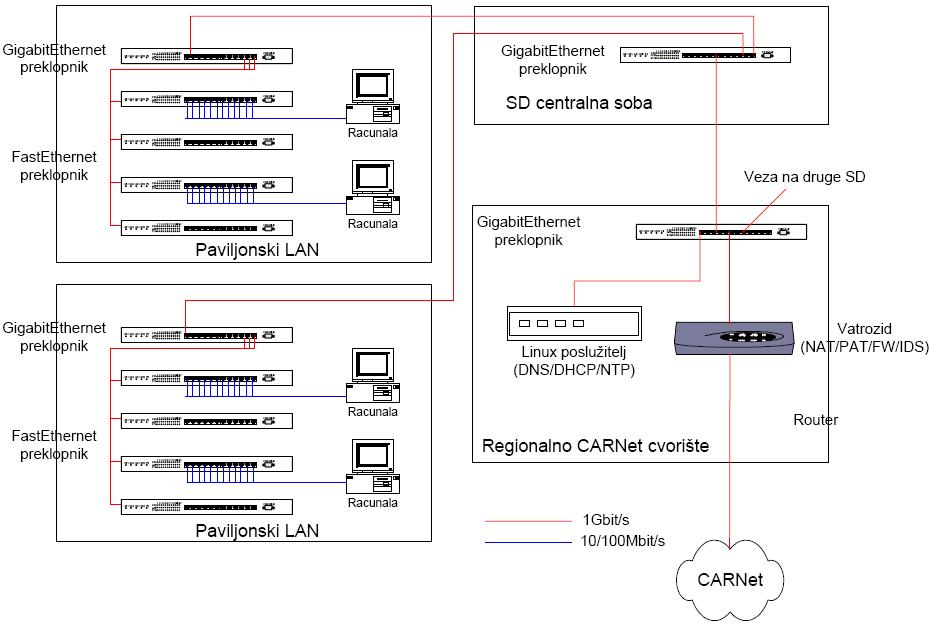 GigabitEthernet
preklopnik
Racunala
FastEthernet
preklopnik
Racunala
Paviljonski LAN
GigabitEthernet
preklopnik
SD centralna soba
Veza na druge SD
GigabitEthernet
preklopnik
Linux poslužitelj
(DNS/DHCP/NTP)
Vatrozid
(NAT/PAT/FW/IDS)
Router
Regionalno CARNet cvorište
GigabitEthernet
preklopnik
Racunala
FastEthernet
preklopnik
Racunala
Paviljonski LAN
1Gbit/s
10/100Mbit/s
CARNet